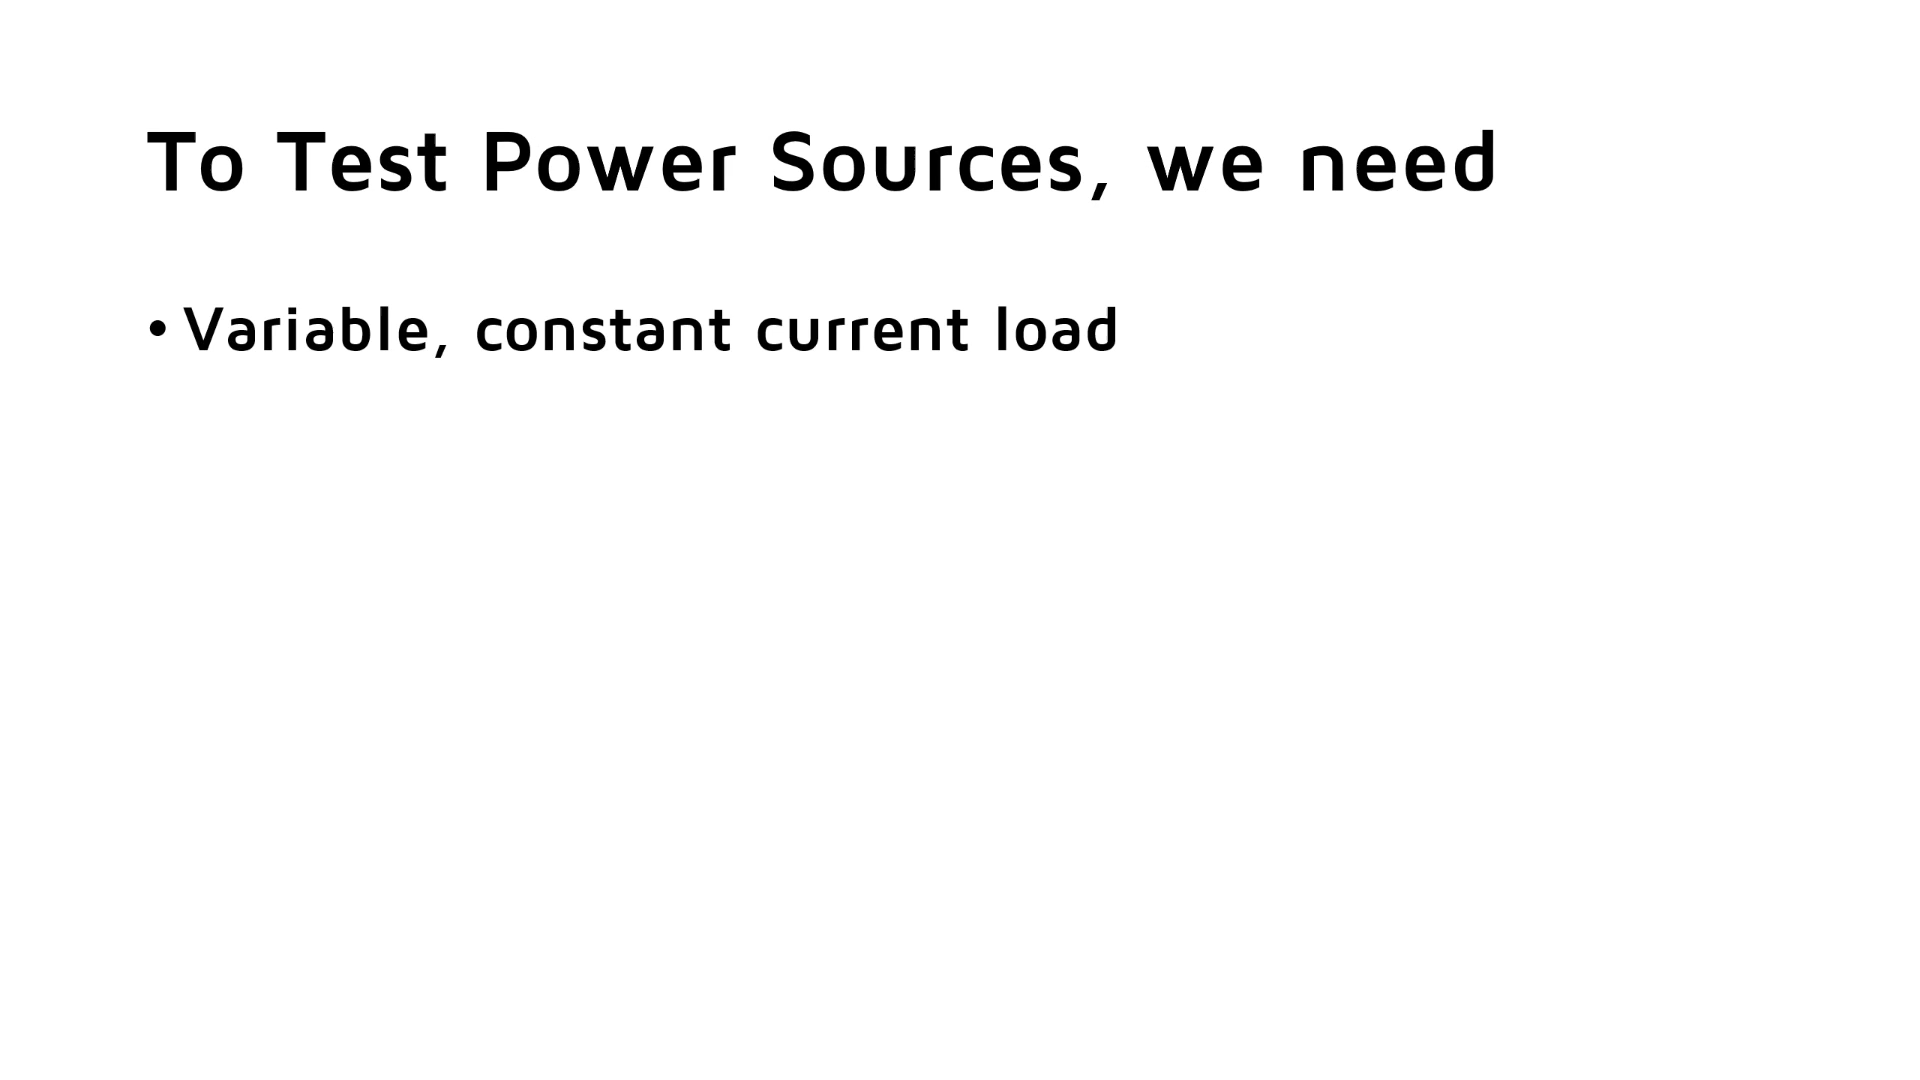 To Test Power Sources, we need
• Variable, constant current load